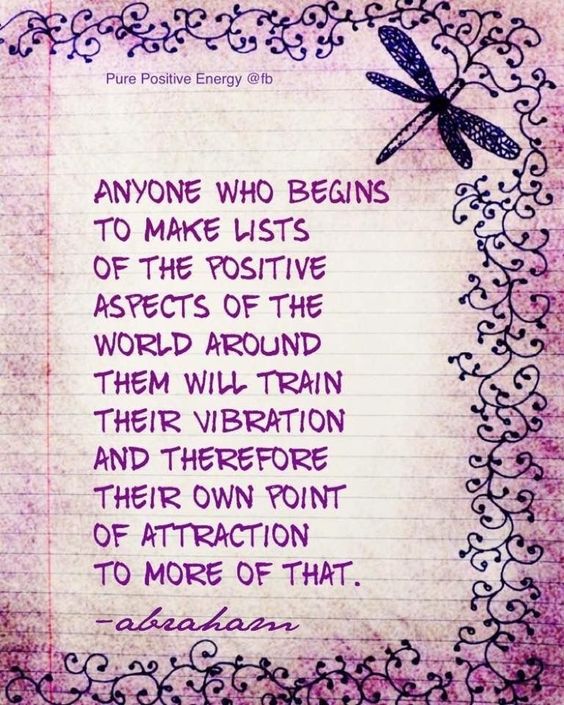 Pure Positive Energy @fb
ANYONE WHO BEGINS
TO MAKE LISTS
OF THE POSITIVE
ASPECTS OF THE
WORLD AROUND
THEM WILL TRAIN
THEIR VIBRATION
AND THEREFORE
THEIR OWN POINT
OF ATTRACTION
TO MORE OF THAT.
-abraham